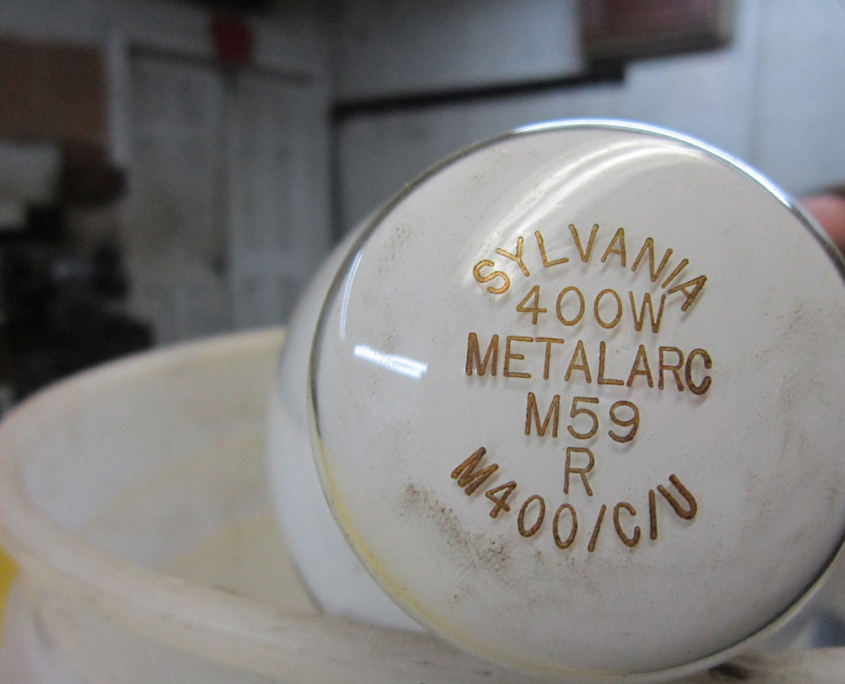 SYLVANIA
400W
METALARC
M59
R
M400/C/U